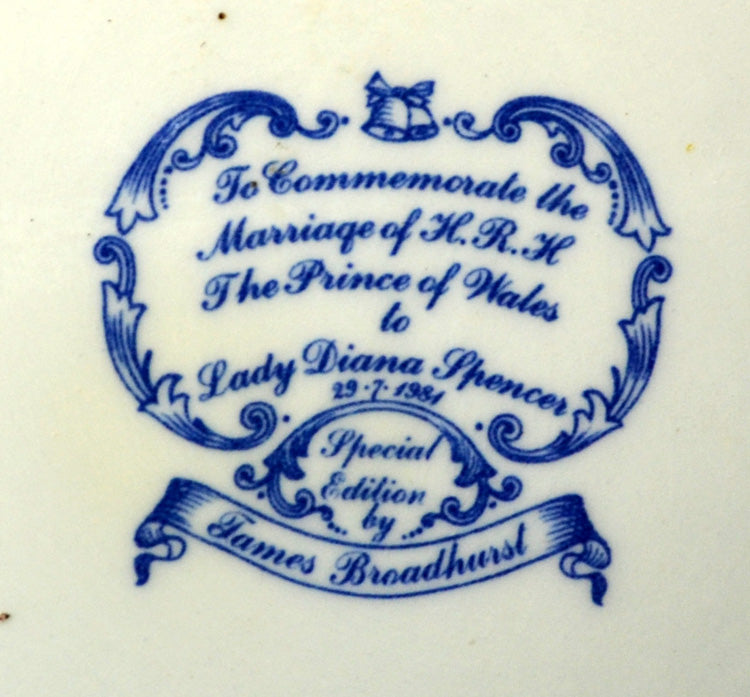 To Commemorate the
Marriage of H.R.H
The Prince of Wales
to
Lady Diana Spencer
29·7·1981
Special
Edition
by
James Broadhurst